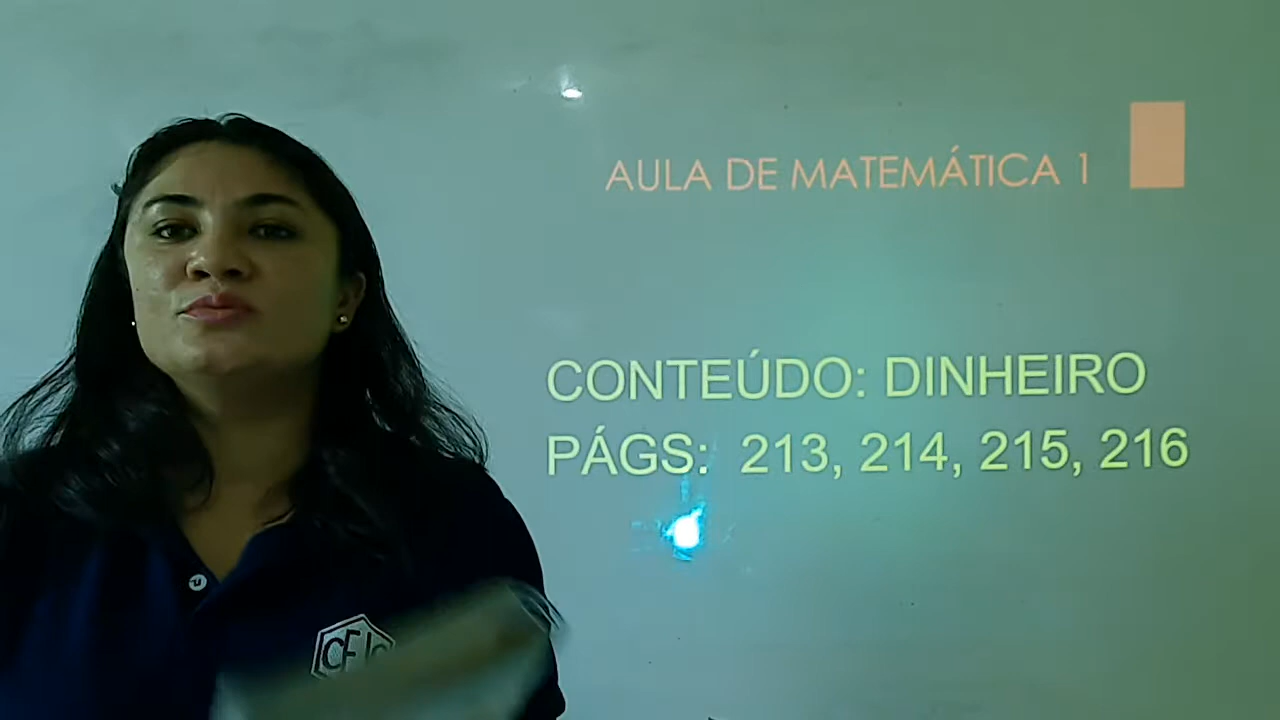 AULA DE MATEMÁTICA 1
CONTEÚDO: DINHEIRO
PÁGS: 213, 214, 215, 216